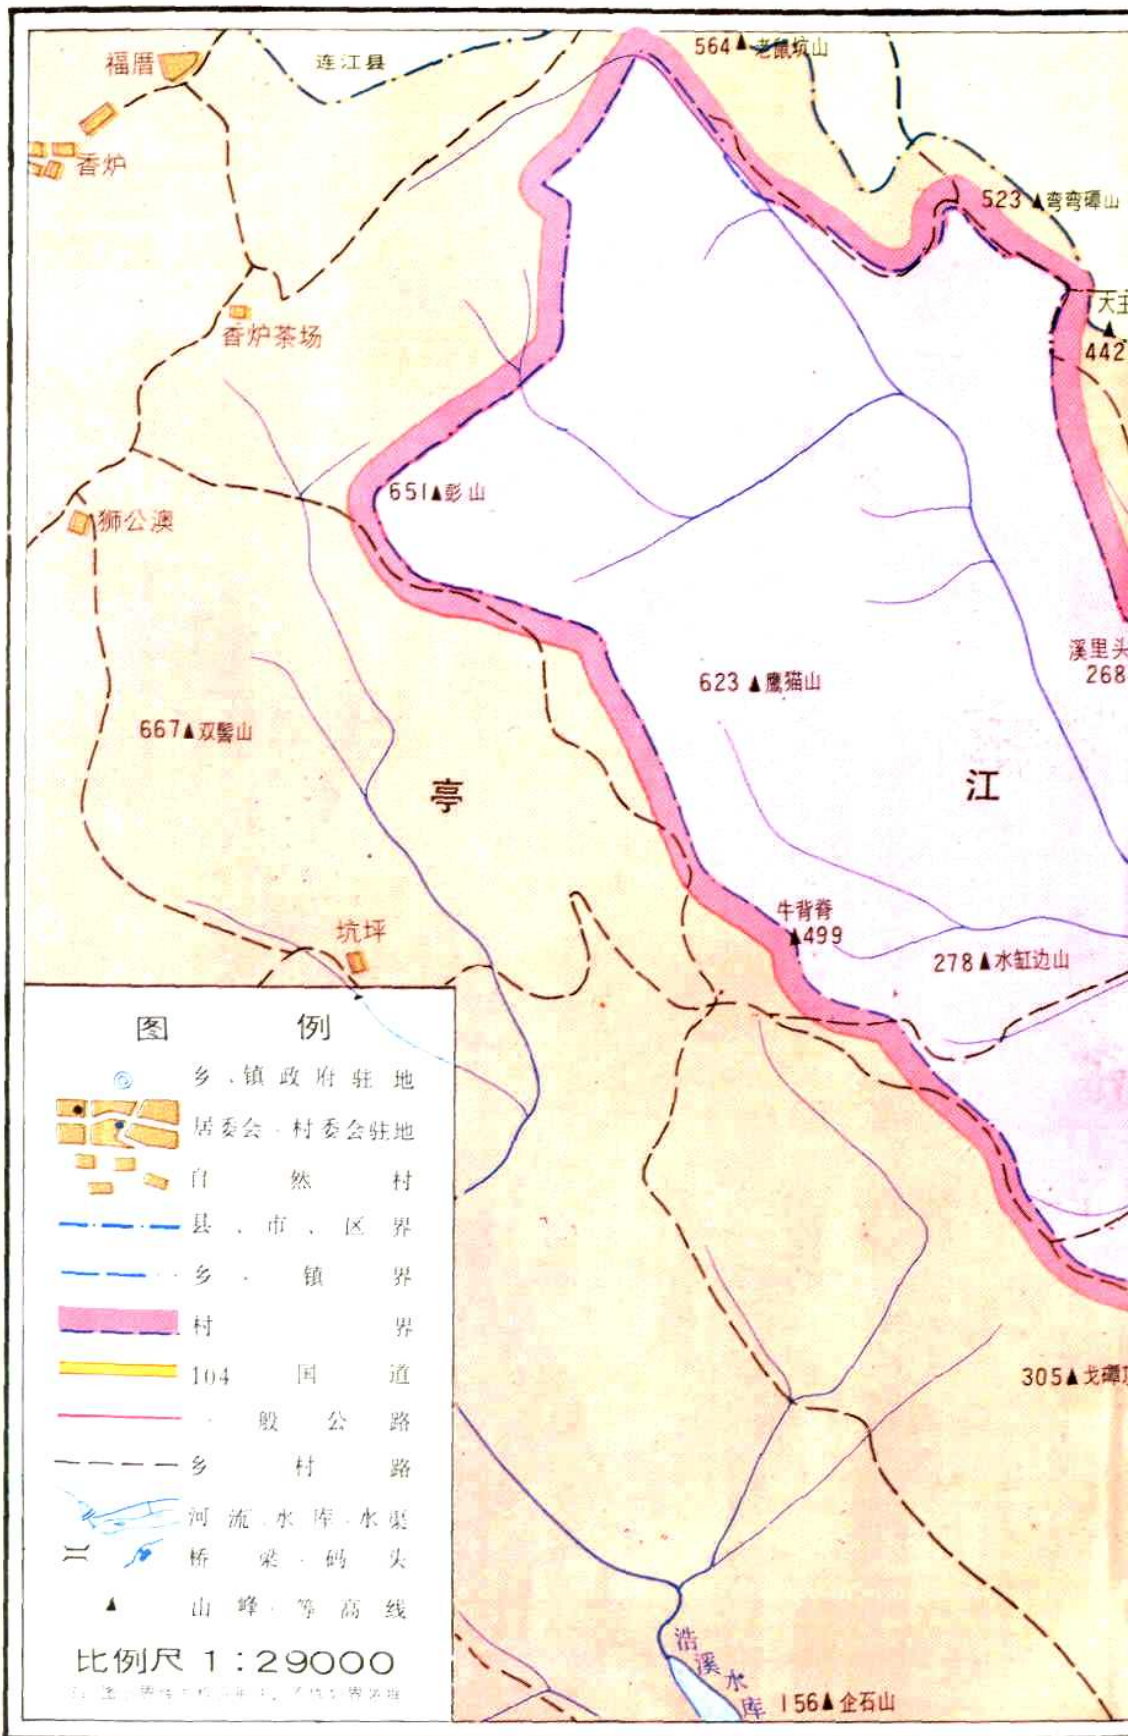 564 老鼠坑山
连江县
福厝
香炉
523 弯弯礋山
香炉茶场
442
651 彭山
狮公澳
溪里头
268
623 鹰猫山
667 双髻山
亭
江
牛背脊
499
坑坪
278 水缸边山
图例
乡、镇政府驻地
居委会·村委会驻地
自然村
县、市、区界
乡·镇界
村界
104国道
一般公路
乡村路
河流·水库·水渠
桥梁·码头
山峰·等高线
比例尺 1:29000
305
浩溪水库
156 企石山